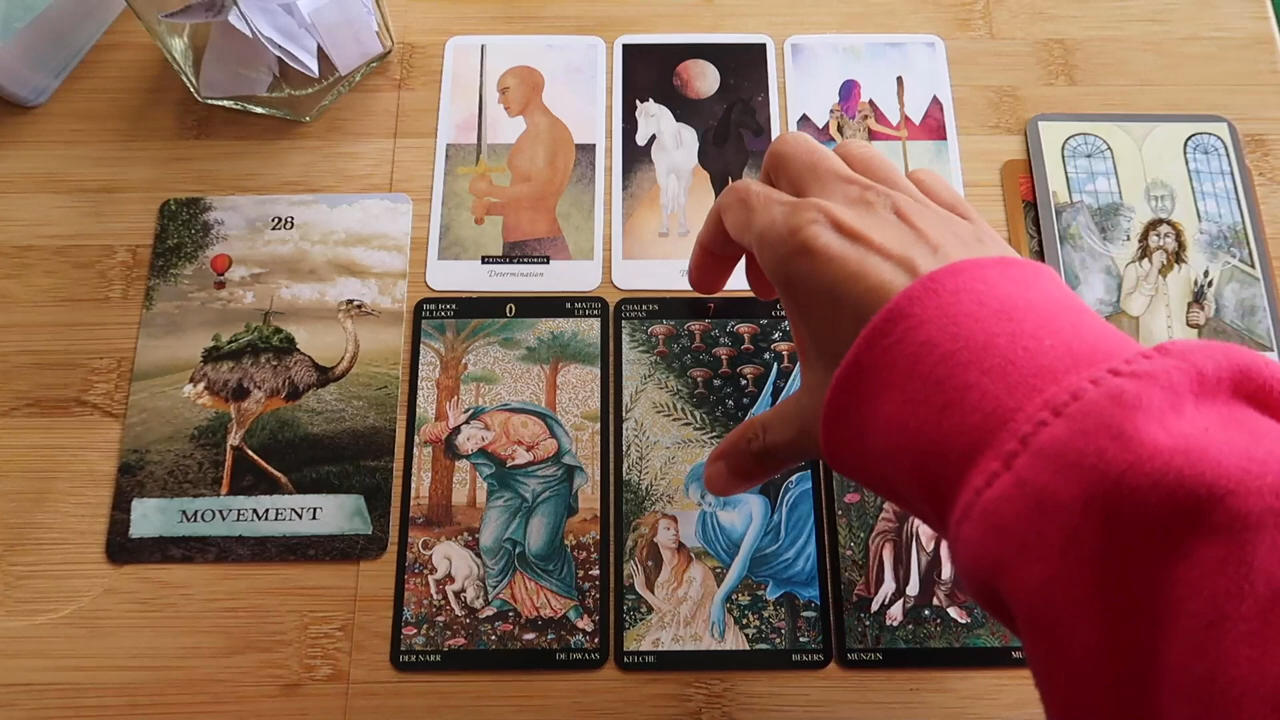 28
MOVEMENT
PRINCE of SWORDS
Determination
THE FOOL
EL LOCO
0
IL MATTO
LE FOU
DER NARR
DE DWAAS
CHALICES
COPAS
7
KELCHE
BEKERS
MÜNZEN